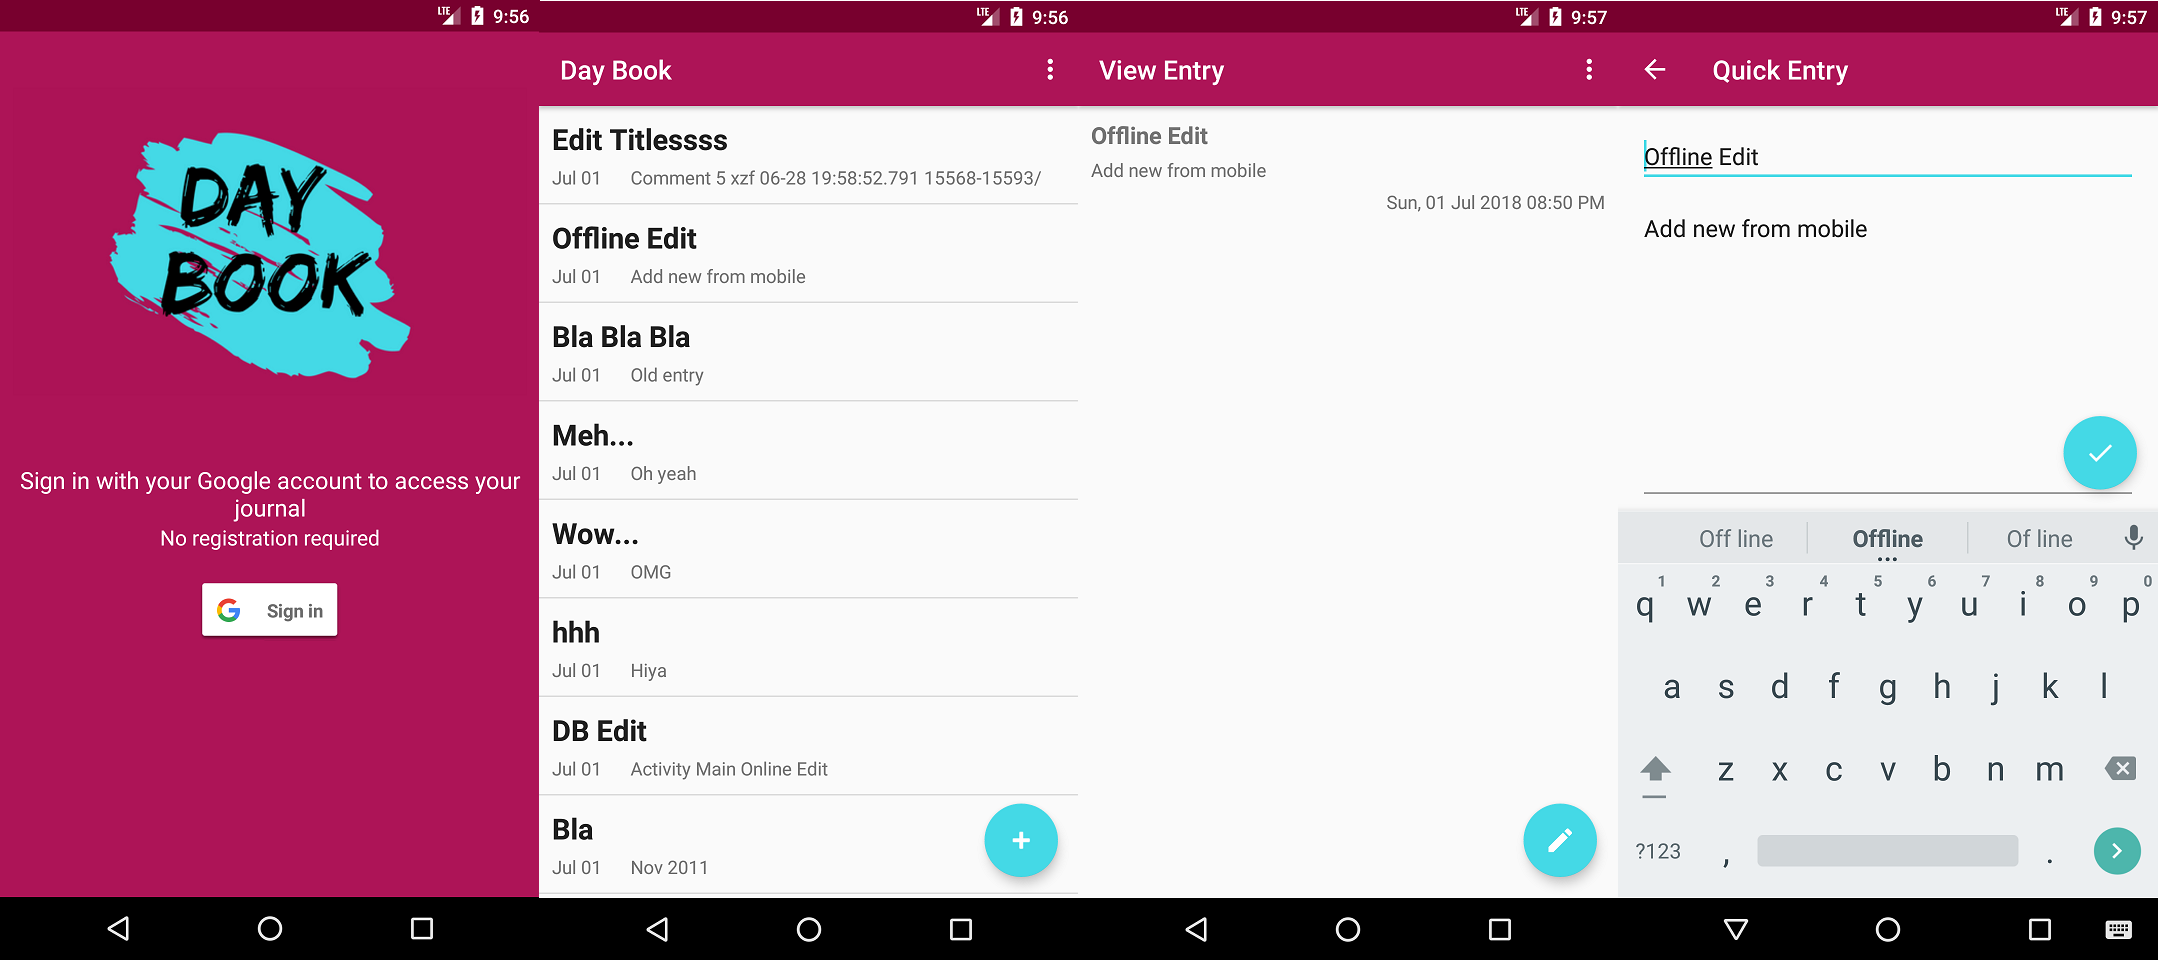 LTE 9:56
DAY
BOOK
Sign in with your Google account to access your
journal
No registration required
Sign in
LTE 9:56
Day Book
Edit Titlessss
Jul 01 Comment 5 xzf 06-28 19:58:52.791 15568-15593/
Offline Edit
Jul 01 Add new from mobile
Bla Bla Bla
Jul 01 Old entry
Meh...
Jul 01 Oh yeah
Wow...
Jul 01 OMG
hhh
Jul 01 Hiya
DB Edit
Jul 01 Activity Main Online Edit
Bla
Jul 01 Nov 2011
LTE 9:57
View Entry
Offline Edit
Add new from mobile
Sun, 01 Jul 2018 08:50 PM
LTE 9:57
Quick Entry
Offline Edit
Add new from mobile
Off line Offline Of line
1 2 3 4 5 6 7 8 9 0
q w e r t y u i o p
a s d f g h j k l
z x c v b n m
?123 , .